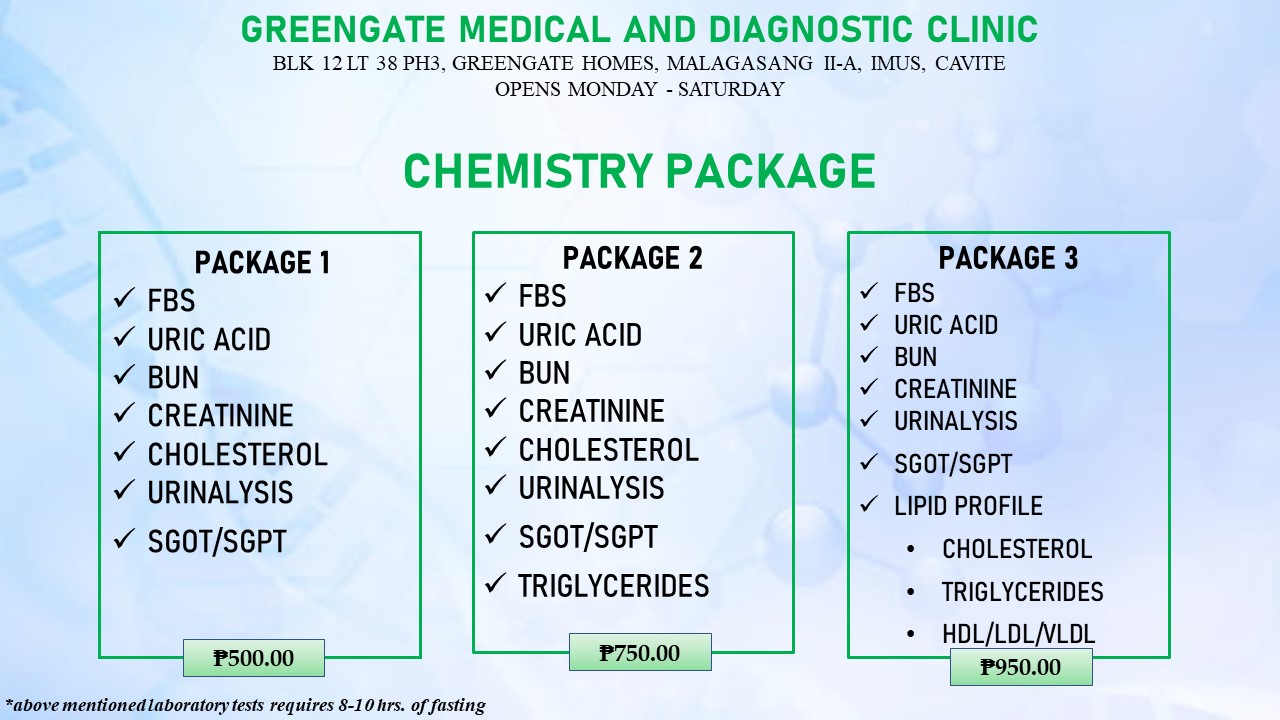 GREENGATE MEDICAL AND DIAGNOSTIC CLINIC
BLK 12 LT 38 PH3, GREENGATE HOMES, MALAGASANG II-A, IMUS, CAVITE
OPENS MONDAY - SATURDAY
CHEMISTRY PACKAGE
PACKAGE 1
✓ FBS
✓ URIC ACID
✓ BUN
✓ CREATININE
✓ CHOLESTEROL
✓ URINALYSIS
✓ SGOT/SGPT
₱500.00
PACKAGE 2
✓ FBS
✓ URIC ACID
✓ BUN
✓ CREATININE
✓ CHOLESTEROL
✓ URINALYSIS
✓ SGOT/SGPT
✓ TRIGLYCERIDES
₱750.00
PACKAGE 3
✓ FBS
✓ URIC ACID
✓ BUN
✓ CREATININE
✓ URINALYSIS
✓ SGOT/SGPT
✓ LIPID PROFILE
• CHOLESTEROL
• TRIGLYCERIDES
• HDL/LDL/VLDL
₱950.00
*above mentioned laboratory tests requires 8-10 hrs. of fasting